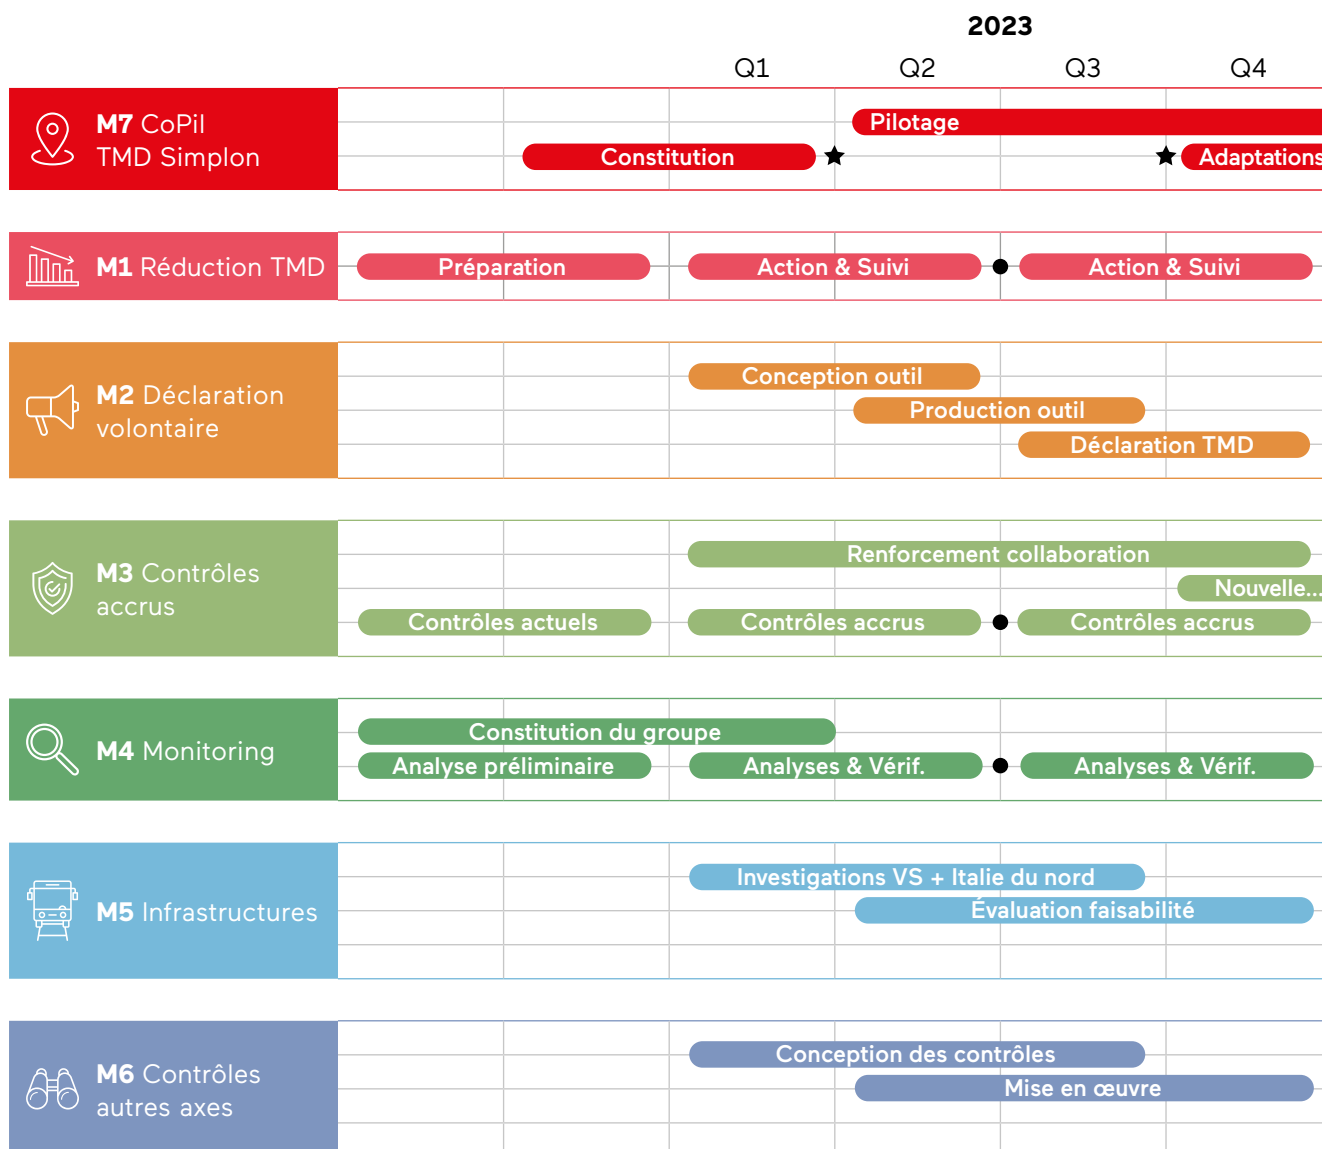 2023
Q1 Q2 Q3 Q4
M7 CoPil
TMD Simplon
Pilotage
Constitution
Adaptations
M1 Réduction TMD
Préparation
Action & Suivi
Action & Suivi
M2 Déclaration
volontaire
Conception outil
Production outil
Déclaration TMD
M3 Contrôles
accrus
Renforcement collaboration
Nouvelle...
Contrôles actuels
Contrôles accrus
Contrôles accrus
M4 Monitoring
Constitution du groupe
Analyse préliminaire
Analyses & Vérif.
Analyses & Vérif.
M5 Infrastructures
Investigations VS + Italie du nord
Évaluation faisabilité
M6 Contrôles
autres axes
Conception des contrôles
Mise en œuvre